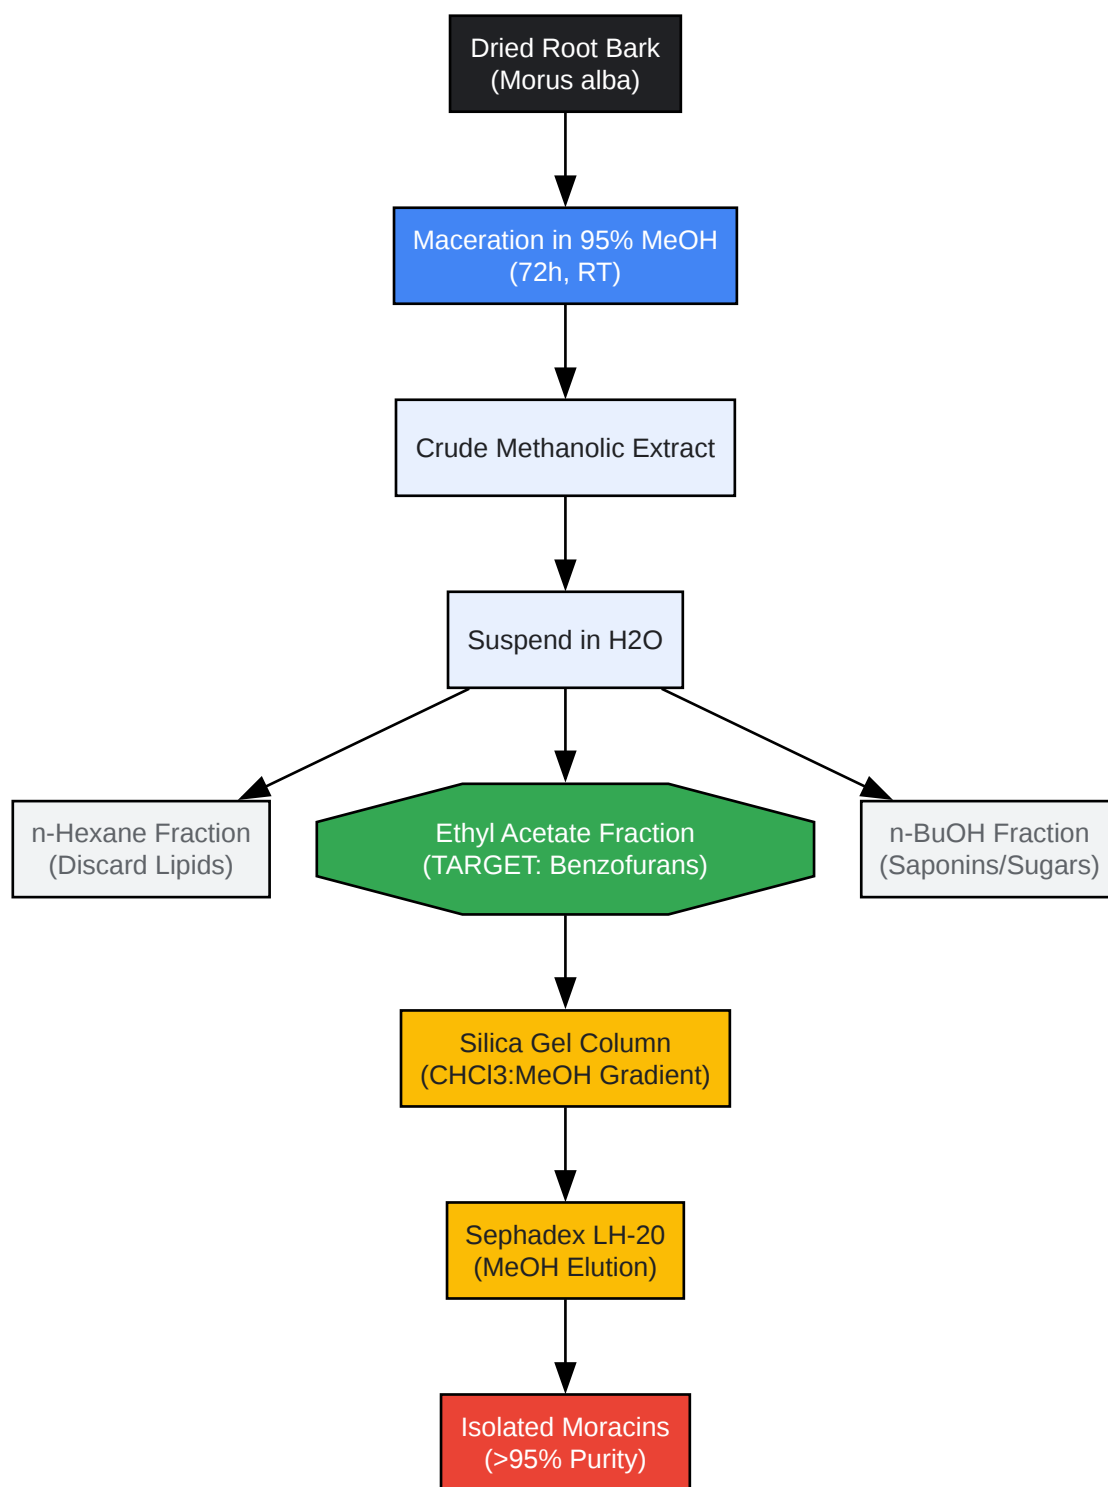 Dried Root Bark
(Morus alba)
Maceration in 95% MeOH
(72h, RT)
Crude Methanolic Extract
Suspend in H2O
n-Hexane Fraction
(Discard Lipids)
Ethyl Acetate Fraction
(TARGET: Benzofurans)
n-BuOH Fraction
(Saponins/Sugars)
Silica Gel Column
(CHCl3:MeOH Gradient)
Sephadex LH-20
(MeOH Elution)
Isolated Moracins
(>95% Purity)